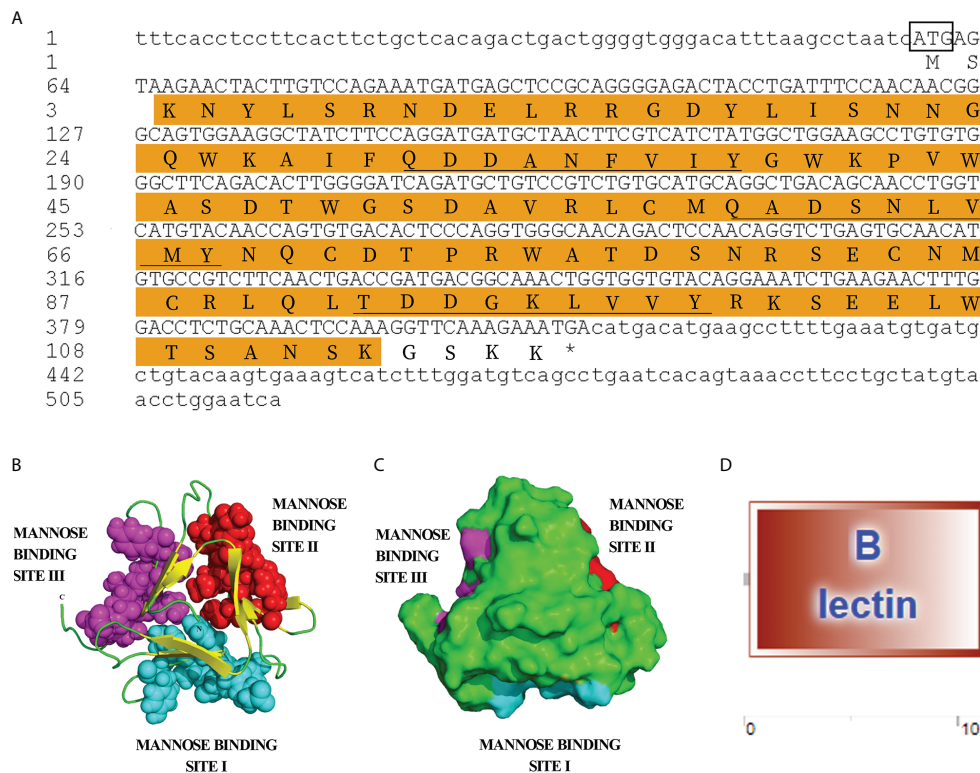 A
1 tttcacctccttcacttctgctcacagactgactggggtgggacatttaagcctaatcATGAG
1 M S
64 TAAGAACTACTTGTCCAGAAATGATGAGCTCCGCAGGGGAGACTACCTGATTTCCAACAACGG
3 K N Y L S R N D E L R R G D Y L I S N N G
127 GCAGTGGAAGGCTATCTTCCAGGATGATGCTAACTTCGTCATCTATGGCTGGAAGCCTGTGTG
24 Q W K A I F Q D D A N F V I Y G W K P V W
190 GGCTTCAGACACTTGGGGATCAGATGCTGTCCGTCTGTGCATGCAGGCTGACAGCAACCTGGT
45 A S D T W G S D A V R L C M Q A D S N L V
253 CATGTACAACCAGTGTGACACTCCCAGGTGGGCAACAGACTCCAACAGGTCTGAGTGCAACAT
66 M Y N Q C D T P R W A T D S N R S E C N M
316 GTGCCGTCTTCAACTGACCGATGACGGCAAACTGGTGGTGTACAGGAAATCTGAAGAACTTTG
87 C R L Q L T D D G K L V V Y R K S E E L W
379 GACCTCTGCAAACTCCAAAGGTTCAAAGAAATGAcatgacatgaagccttttgaaatgtgatg
108 T S A N S K G S K K *
442 ctgtacaagtgaaagtcatctttggatgtcagcctgaatcacagtaaaccttcctgctatgta
505 acctggaatca
B
MANNOSE
BINDING
SITE III
MANNOSE
BINDING
SITE II
c
MANNOSE BINDING
SITE I
C
MANNOSE
BINDING
SITE III
MANNOSE
BINDING
SITE II
MANNOSE BINDING
SITE I
D
B
lectin
0 10